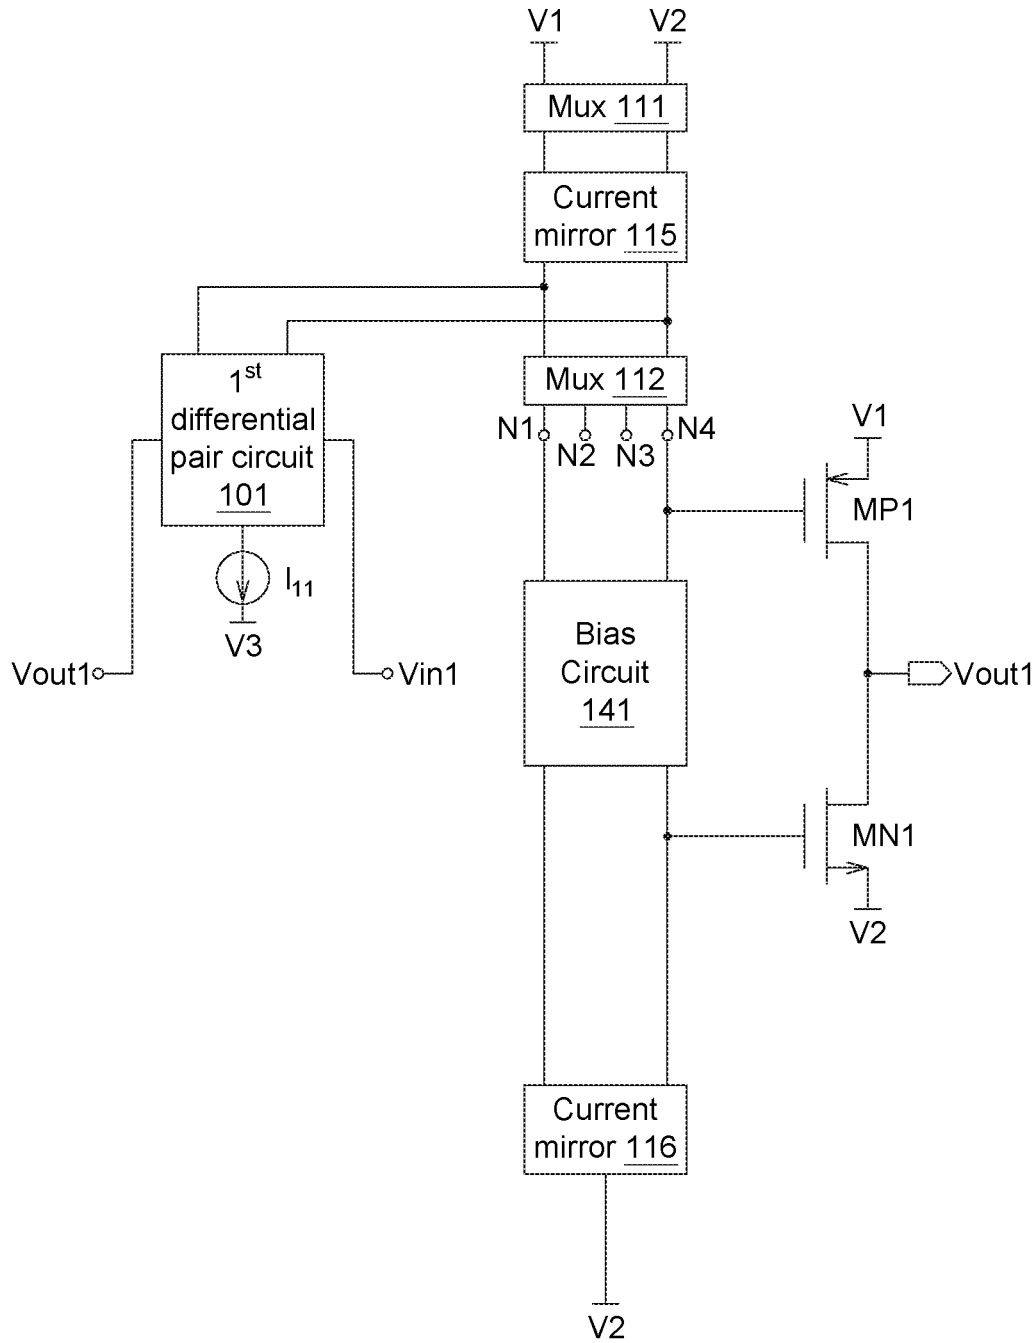 V1 V2
Mux 111
Current
mirror 115
1st
differential
pair circuit
101
Mux 112
N1 N4
N2 N3
V1
MP1
I11
V3
Bias
Circuit
141
Vout1 Vin1
Vout1
MN1
V2
Current
mirror 116
V2